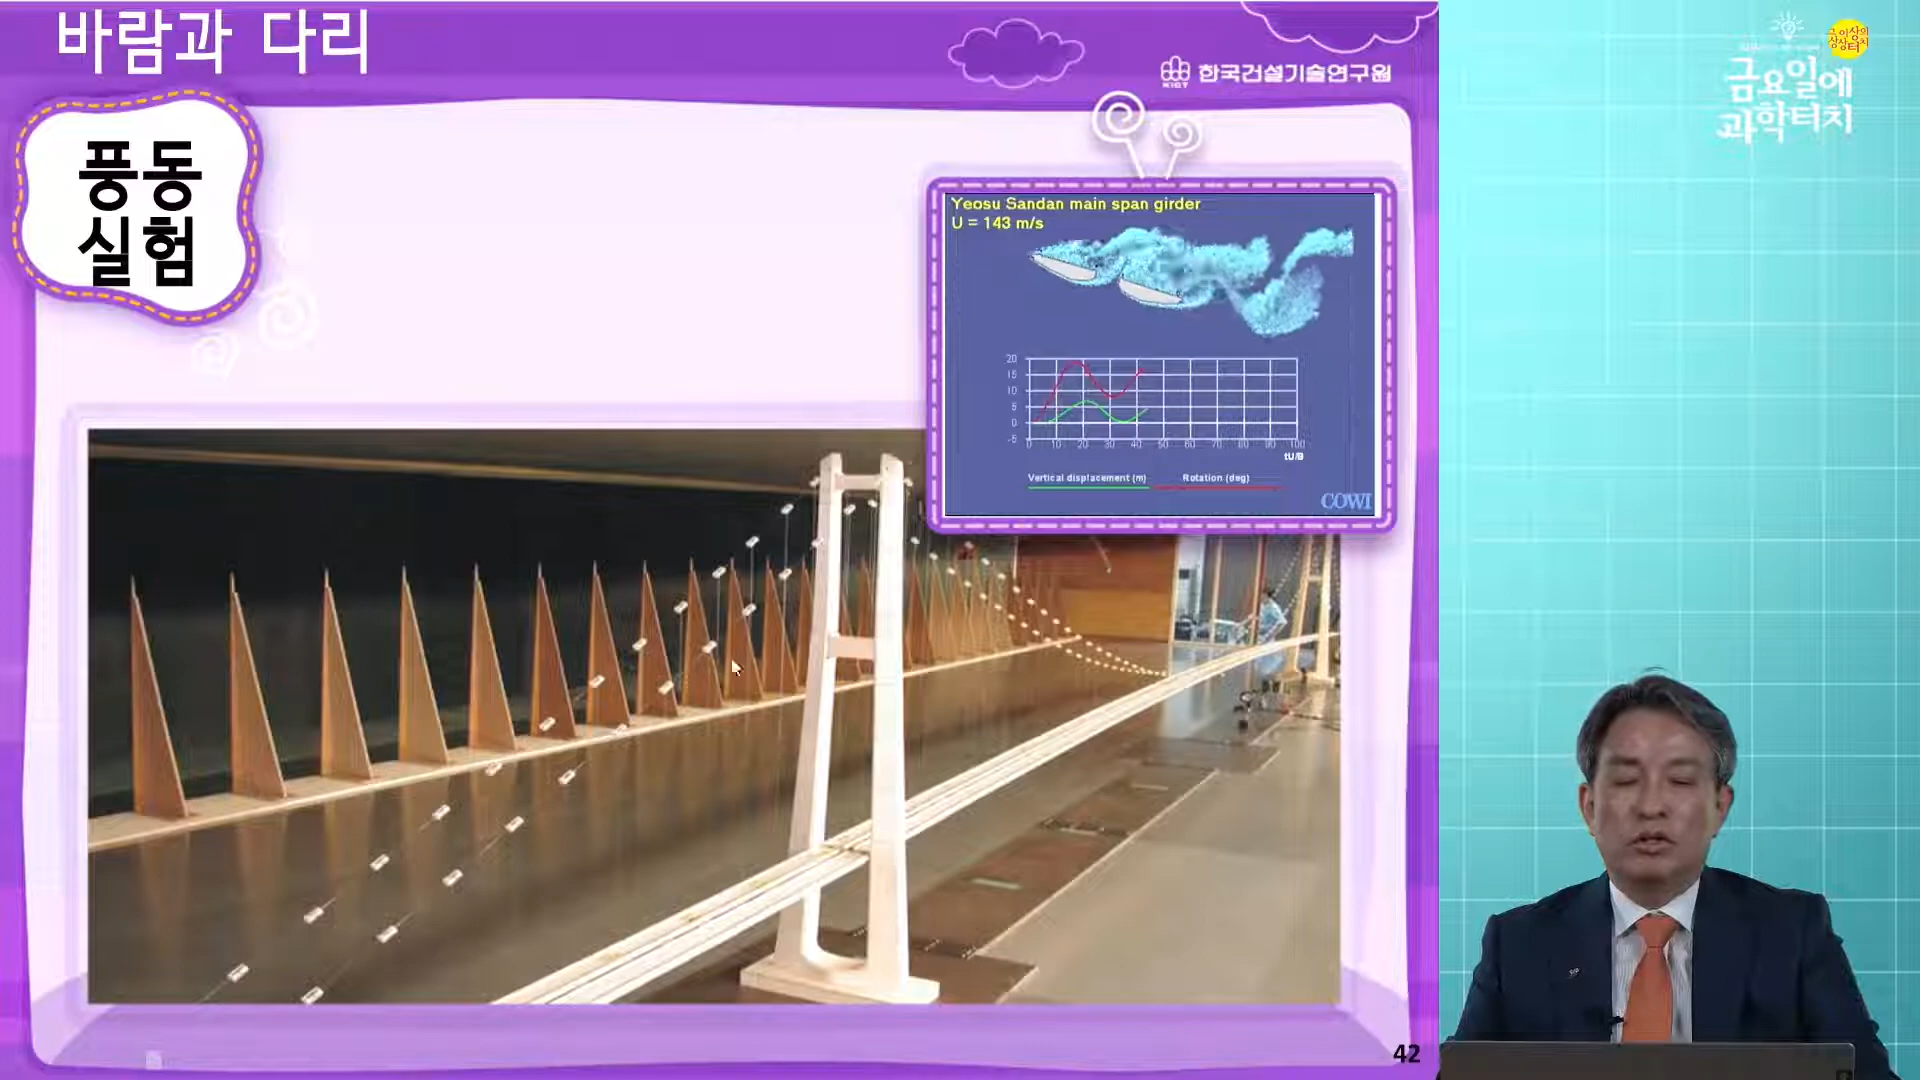 바람과 다리
한국건설기술연구원
KICT
풍동
실험
Yeosu Sandan main span girder
U = 143 m/s
20
15
10
5
0
-5
0 10 20 30 40 50 60 70 80 90 100
tU/B
Vertical displacement (m) Rotation (deg)
COWI
42
금요일에
과학터치